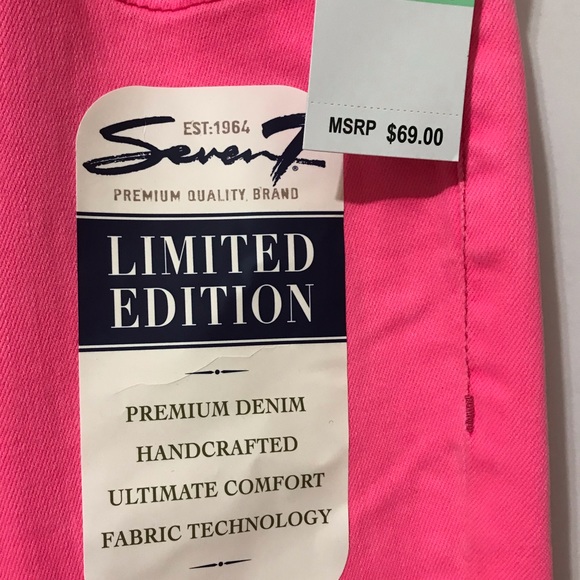 MSRP $69.00
EST:1964
Seven7
PREMIUM QUALITY, BRAND
LIMITED
EDITION
PREMIUM DENIM
HANDCRAFTED
ULTIMATE COMFORT
FABRIC TECHNOLOGY